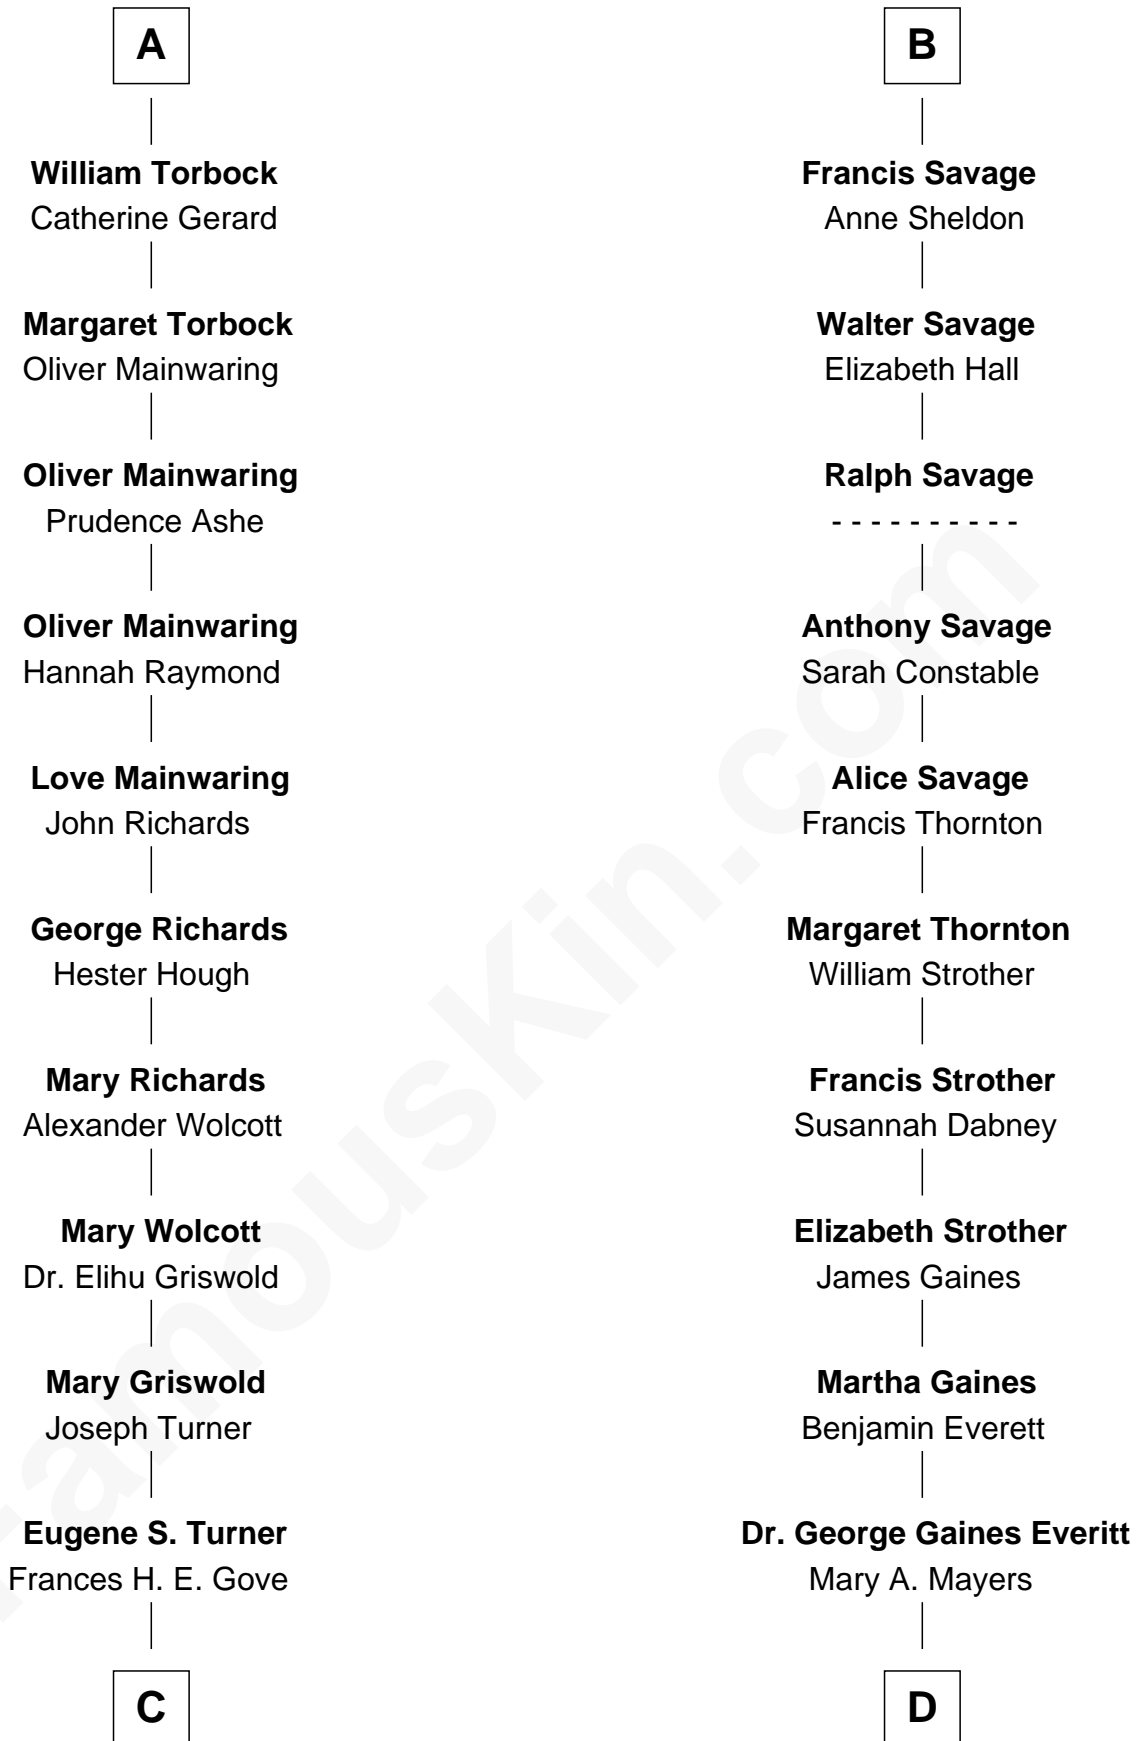 A
William Torbock
Catherine Gerard
Margaret Torbock
Oliver Mainwaring
Oliver Mainwaring
Prudence Ashe
Oliver Mainwaring
Hannah Raymond
Love Mainwaring
John Richards
George Richards
Hester Hough
Mary Richards
Alexander Wolcott
Mary Wolcott
Dr. Elihu Griswold
Mary Griswold
Joseph Turner
Eugene S. Turner
Frances H. E. Gove
C
B
Francis Savage
Anne Sheldon
Walter Savage
Elizabeth Hall
Ralph Savage
- - - - - - - - - -
Anthony Savage
Sarah Constable
Alice Savage
Francis Thornton
Margaret Thornton
William Strother
Francis Strother
Susannah Dabney
Elizabeth Strother
James Gaines
Martha Gaines
Benjamin Everett
Dr. George Gaines Everitt
Mary A. Mayers
D
FamousKin.com